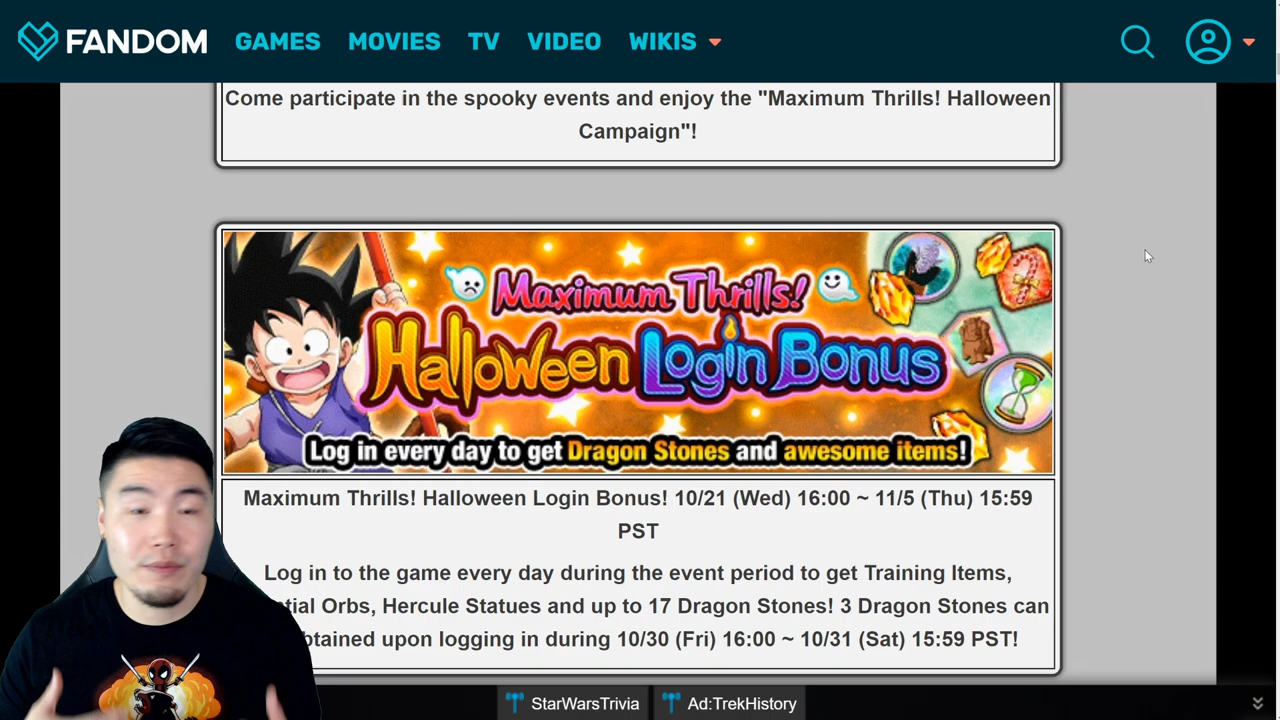 FANDOM GAMES MOVIES TV VIDEO WIKIS
Come participate in the spooky events and enjoy the "Maximum Thrills! Halloween
Campaign"!
Maximum Thrills!
Halloween Login Bonus
Log in every day to get Dragon Stones and awesome items!
Maximum Thrills! Halloween Login Bonus! 10/21 (Wed) 16:00 ~ 11/5 (Thu) 15:59
PST
Log in to the game every day during the event period to get Training Items,
tial Orbs, Hercule Statues and up to 17 Dragon Stones! 3 Dragon Stones can
btained upon logging in during 10/30 (Fri) 16:00 ~ 10/31 (Sat) 15:59 PST!
StarWarsTrivia Ad:TrekHistory